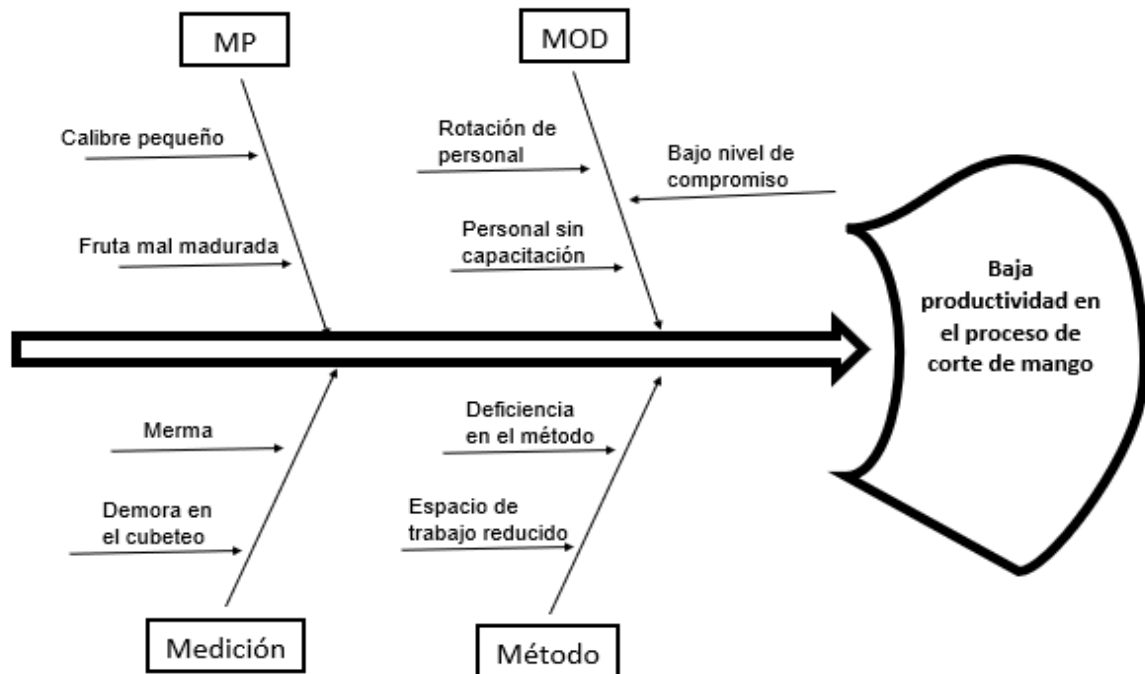 MP
MOD
Calibre pequeño
Fruta mal madurada
Rotación de
personal
Bajo nivel de
compromiso
Personal sin
capacitación
Baja
productividad en
el proceso de
corte de mango
Merma
Demora en
el cubeteo
Deficiencia
en el método
Espacio de
trabajo reducido
Medición
Método